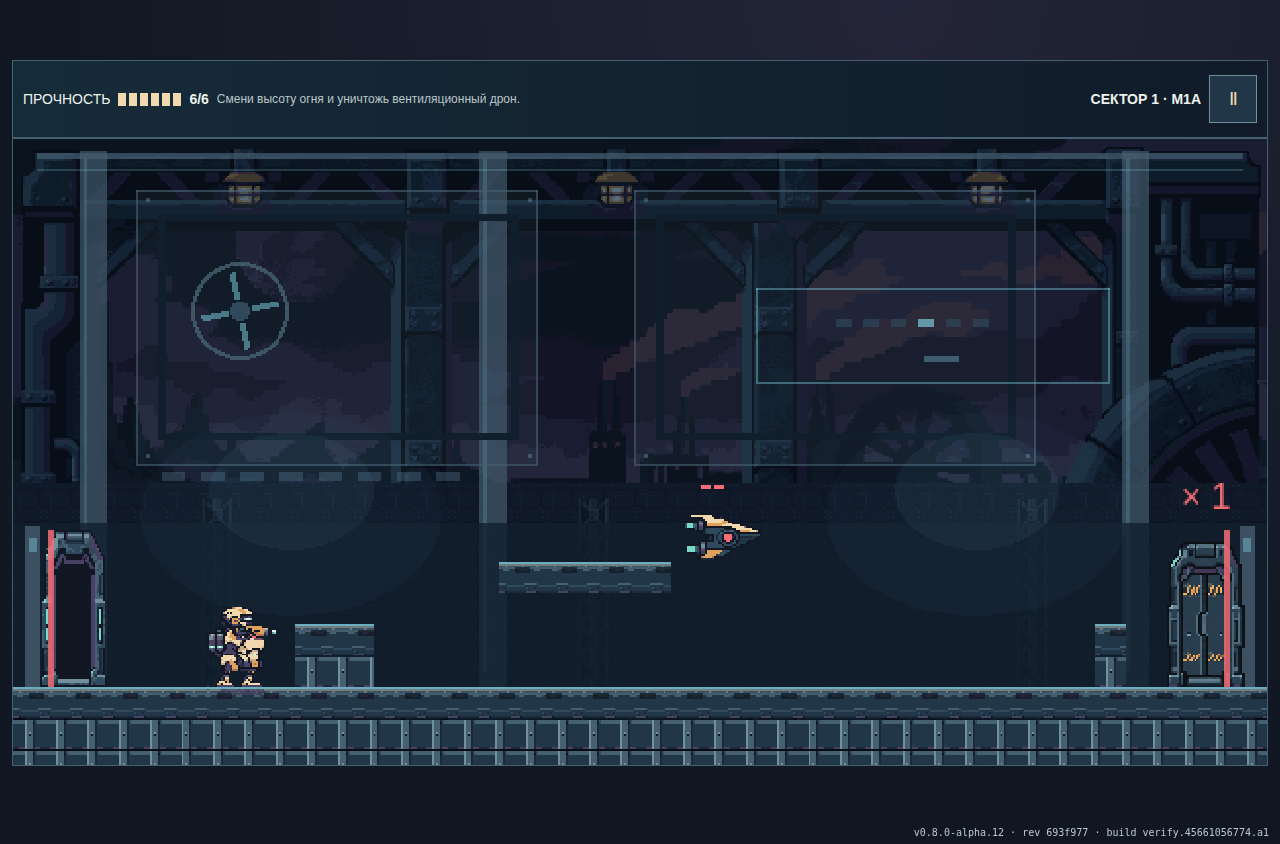 ПРОЧНОСТЬ 6/6 Смени высоту огня и уничтожь вентиляционный дрон. СЕКТОР 1 · М1А II
× 1
v0.8.0-alpha.12 · rev 693f977 · build verify.45661056774.a1